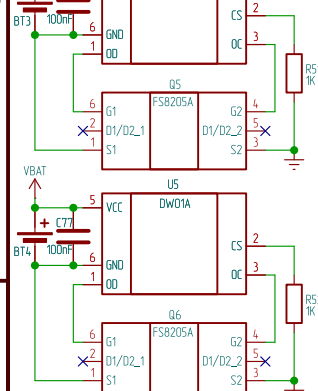 CS 2
BT3 100nF
6 GND
1 OD
OC 3
R5
1K
Q5
FS8205A
6 G1 G2 4
2 D1/D2_1 D1/D2_2 5
1 S1 S2 3
VBAT
U5
5 VCC DW01A
+ C77
BT4 100nF
CS 2
6 GND
1 OD
OC 3
R5
1K
Q6
FS8205A
6 G1 G2 4
2 D1/D2_1 D1/D2_2 5
1 S1 S2 3